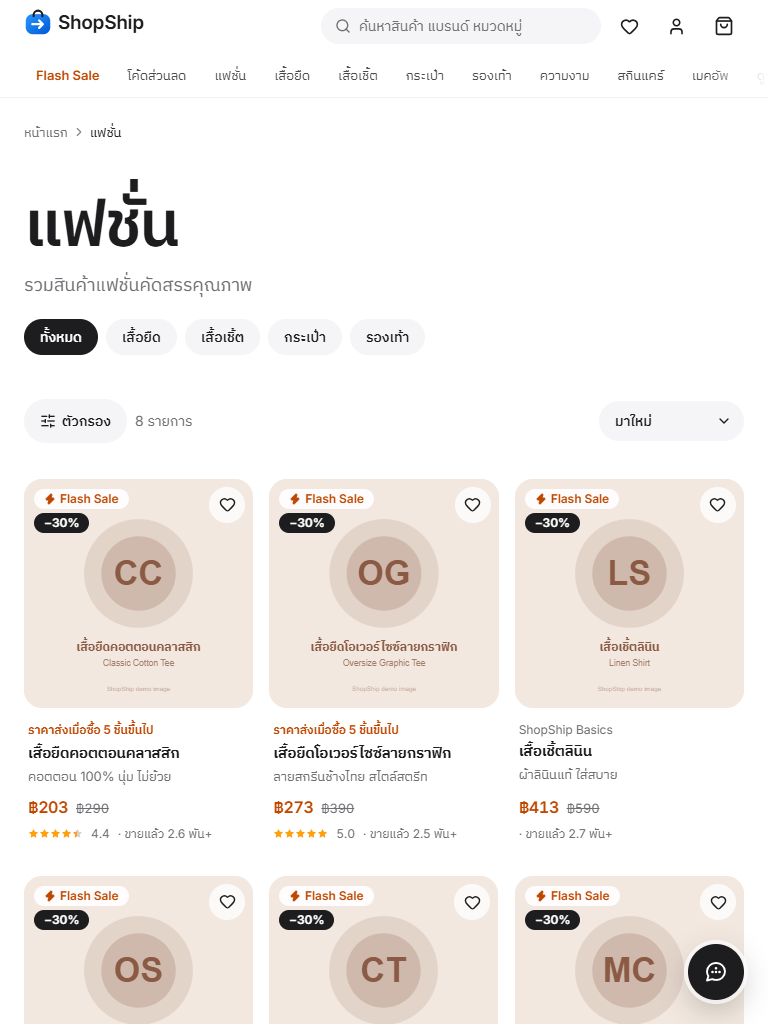 ShopShip
ค้นหาสินค้า แบรนด์ หมวดหมู่
Flash Sale โค้ดส่วนลด แฟชั่น เสื้อยืด เสื้อเชิ้ต กระเป๋า รองเท้า ความงาม สกินแคร์ เมคอัพ
หน้าแรก > แฟชั่น
แฟชั่น
รวมสินค้าแฟชั่นคัดสรรคุณภาพ
ทั้งหมด เสื้อยืด เสื้อเชิ้ต กระเป๋า รองเท้า
ตัวกรอง 8 รายการ มาใหม่
Flash Sale
−30%
CC
เสื้อยืดคอตตอนคลาสสิก
Classic Cotton Tee
ShopShip demo image
ราคาส่งเมื่อซื้อ 5 ชิ้นขึ้นไป
เสื้อยืดคอตตอนคลาสสิก
คอตตอน 100% นุ่ม ไม่ย้วย
฿203 ฿290
4.4 · ขายแล้ว 2.6 พัน+
Flash Sale
−30%
OG
เสื้อยืดโอเวอร์ไซซ์ลายกราฟิก
Oversize Graphic Tee
ShopShip demo image
ราคาส่งเมื่อซื้อ 5 ชิ้นขึ้นไป
เสื้อยืดโอเวอร์ไซซ์ลายกราฟิก
ลายสกรีนช้างไทย สไตล์สตรีท
฿273 ฿390
5.0 · ขายแล้ว 2.5 พัน+
Flash Sale
−30%
LS
เสื้อเชิ้ตลินิน
Linen Shirt
ShopShip demo image
ShopShip Basics
เสื้อเชิ้ตลินิน
ผ้าลินินแท้ ใส่สบาย
฿413 ฿590
· ขายแล้ว 2.7 พัน+
Flash Sale
−30%
OS
Flash Sale
−30%
CT
Flash Sale
−30%
MC